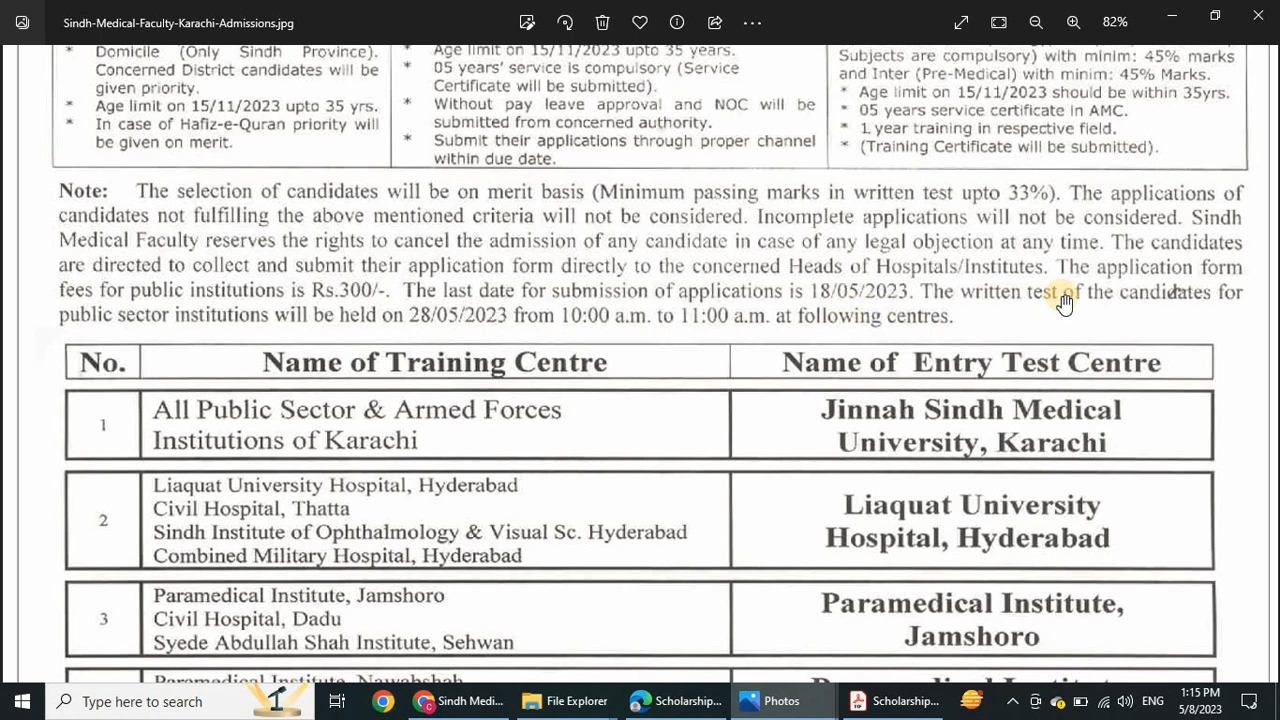 Sindh-Medical-Faculty-Karachi-Admissions.jpg
82%
* Domicile (Only Sindh Province).
Concerned District candidates will be
given priority.
* Age limit on 15/11/2023 upto 35 yrs.
* In case of Hafiz-e-Quran priority will
be given on merit.
* Age limit on 15/11/2023 upto 35 years.
* 05 years' service is compulsory (Service
Certificate will be submitted).
* Without pay leave approval and NOC will be
submitted from concerned authority.
* Submit their applications through proper channel
within due date.
Subjects are compulsory) with minim: 45% marks
and Inter (Pre-Medical) with minim: 45% Marks.
* Age limit on 15/11/2023 should be within 35yrs.
* 05 years service certificate in AMC.
* 1 year training in respective field.
* (Training Certificate will be submitted).
Note: The selection of candidates will be on merit basis (Minimum passing marks in written test upto 33%). The applications of
candidates not fulfilling the above mentioned criteria will not be considered. Incomplete applications will not be considered. Sindh
Medical Faculty reserves the rights to cancel the admission of any candidate in case of any legal objection at any time. The candidates
are directed to collect and submit their application form directly to the concerned Heads of Hospitals/Institutes. The application form
fees for public institutions is Rs.300/-. The last date for submission of applications is 18/05/2023. The written test of the candidates for
public sector institutions will be held on 28/05/2023 from 10:00 a.m. to 11:00 a.m. at following centres.
No. Name of Training Centre Name of Entry Test Centre
1
All Public Sector & Armed Forces
Institutions of Karachi
Jinnah Sindh Medical
University, Karachi
2
Liaquat University Hospital, Hyderabad
Civil Hospital, Thatta
Sindh Institute of Ophthalmology & Visual Sc. Hyderabad
Combined Military Hospital, Hyderabad
Liaquat University
Hospital, Hyderabad
3
Paramedical Institute, Jamshoro
Civil Hospital, Dadu
Syede Abdullah Shah Institute, Sehwan
Paramedical Institute,
Jamshoro
Paramedical Institute, Nawabshah
Paramedical Institute
Type here to search
Sindh Medi...
File Explorer
Scholarship...
Photos
Scholarship...
ENG
1:15 PM
5/8/2023